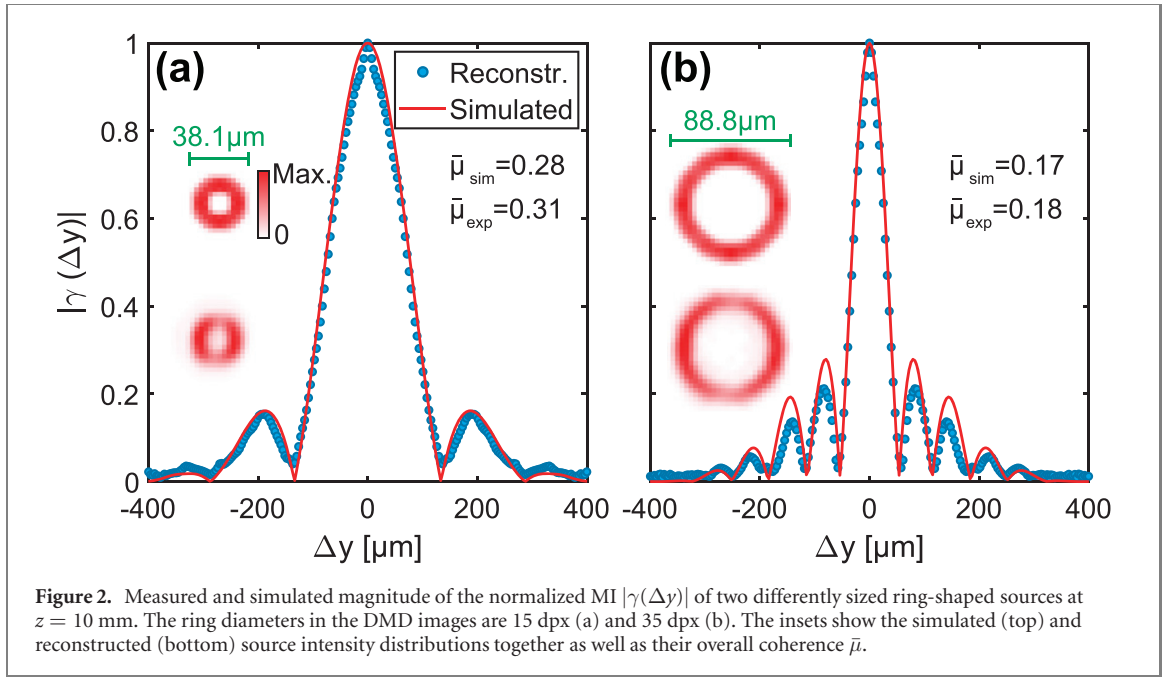 (a)
Reconstr.
Simulated
38.1μm
Max.
0
μ̄ sim=0.28
μ̄ exp=0.31
|γ (Δy)|
1
0.8
0.6
0.4
0.2
0
-400 -200 0 200 400
Δy [μm]
(b)
88.8μm
μ̄ sim=0.17
μ̄ exp=0.18
-400 -200 0 200 400
Δy [μm]
Figure 2. Measured and simulated magnitude of the normalized MI |γ(Δy)| of two differently sized ring-shaped sources at
z = 10 mm. The ring diameters in the DMD images are 15 dpx (a) and 35 dpx (b). The insets show the simulated (top) and
reconstructed (bottom) source intensity distributions together as well as their overall coherence μ̄.